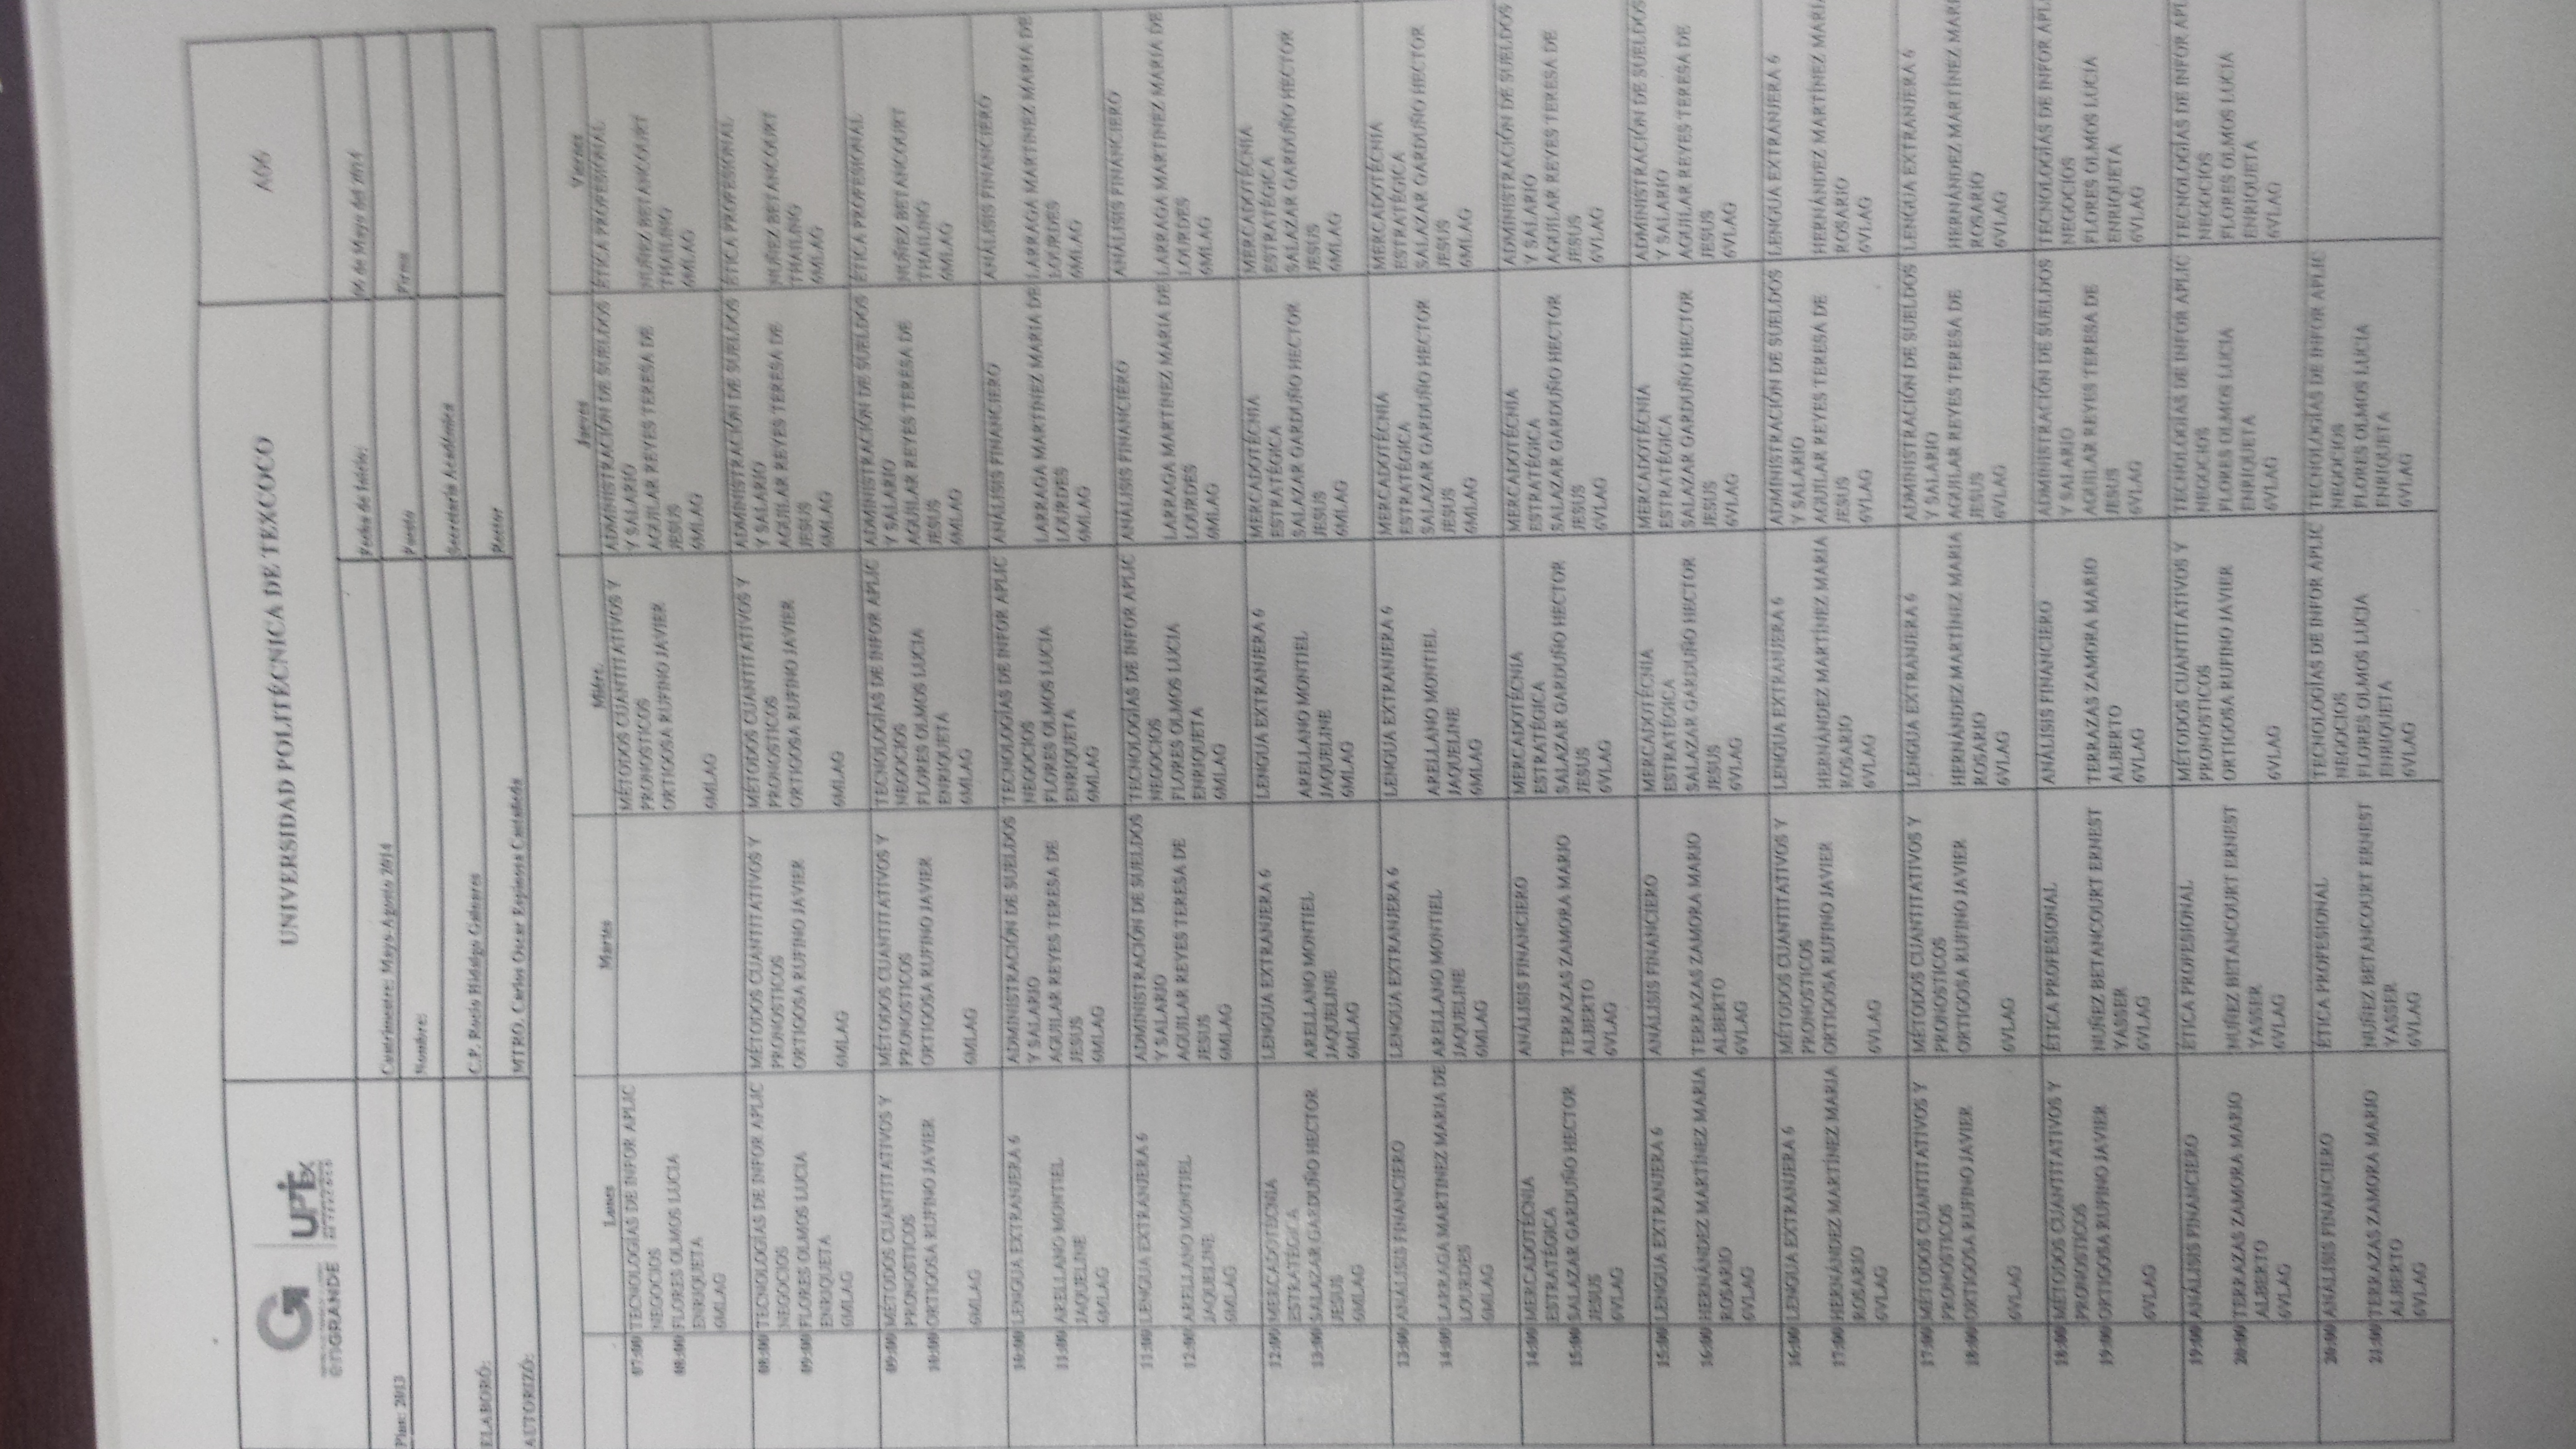 enGRANDE
UPTex
DE TEXCOCO
UNIVERSIDAD POLITÉCNICA DE TEXCOCO
A06
Plan: 2013
Cuatrimestre: Mayo-Agosto 2014
Fecha de Inicio:
06 de Mayo del 2014
Nombre:
Puesto
Firma
ELABORÓ:
C.P. Rocío Hidalgo
Secretaria Académica
AUTORIZÓ:
MTRO. Carlos Oscar Espinosa Castañeda
Rector
Lunes
Martes
Miérc.
Jueves
Viernes
07:00
08:00
TECNOLOGÍAS DE INFOR APLIC
NEGOCIOS
FLORES OLMOS LUCIA
ENRIQUETA
6MLAG
MÉTODOS CUANTITATIVOS Y
PRONOSTICOS
ORTIGOSA RUFINO JAVIER
6MLAG
ADMINISTRACIÓN DE SUELDOS
Y SALARIO
AGUILAR REYES TERESA DE
JESUS
6MLAG
ÉTICA PROFESIONAL
NUÑEZ BETANCOURT
THAILING
6MLAG
08:00
09:00
TECNOLOGÍAS DE INFOR APLIC
NEGOCIOS
FLORES OLMOS LUCIA
ENRIQUETA
6MLAG
MÉTODOS CUANTITATIVOS Y
PRONOSTICOS
ORTIGOSA RUFINO JAVIER
6MLAG
MÉTODOS CUANTITATIVOS Y
PRONOSTICOS
ORTIGOSA RUFINO JAVIER
6MLAG
ADMINISTRACIÓN DE SUELDOS
Y SALARIO
AGUILAR REYES TERESA DE
JESUS
6MLAG
ÉTICA PROFESIONAL
NUÑEZ BETANCOURT
THAILING
6MLAG
09:00
10:00
MÉTODOS CUANTITATIVOS Y
PRONOSTICOS
ORTIGOSA RUFINO JAVIER
6MLAG
MÉTODOS CUANTITATIVOS Y
PRONOSTICOS
ORTIGOSA RUFINO JAVIER
6MLAG
TECNOLOGÍAS DE INFOR APLIC
NEGOCIOS
FLORES OLMOS LUCIA
ENRIQUETA
6MLAG
ADMINISTRACIÓN DE SUELDOS
Y SALARIO
AGUILAR REYES TERESA DE
JESUS
6MLAG
ÉTICA PROFESIONAL
NUÑEZ BETANCOURT
THAILING
6MLAG
10:00
11:00
LENGUA EXTRANJERA 6
ARELLANO MONTIEL
JAQUELINE
6MLAG
ADMINISTRACIÓN DE SUELDOS
Y SALARIO
AGUILAR REYES TERESA DE
JESUS
6MLAG
TECNOLOGÍAS DE INFOR APLIC
NEGOCIOS
FLORES OLMOS LUCIA
ENRIQUETA
6MLAG
ANÁLISIS FINANCIERO
LARRAGA MARTINEZ MARIA DE
LOURDES
6MLAG
ANÁLISIS FINANCIERO
LARRAGA MARTINEZ MARIA DE
LOURDES
6MLAG
11:00
12:00
LENGUA EXTRANJERA 6
ARELLANO MONTIEL
JAQUELINE
6MLAG
ADMINISTRACIÓN DE SUELDOS
Y SALARIO
AGUILAR REYES TERESA DE
JESUS
6MLAG
TECNOLOGÍAS DE INFOR APLIC
NEGOCIOS
FLORES OLMOS LUCIA
ENRIQUETA
6MLAG
ANÁLISIS FINANCIERO
LARRAGA MARTINEZ MARIA DE
LOURDES
6MLAG
ANÁLISIS FINANCIERO
LARRAGA MARTINEZ MARIA DE
LOURDES
6MLAG
12:00
13:00
MERCADOTÉCNIA
ESTRATÉGICA
SALAZAR GARDUÑO HECTOR
JESUS
6MLAG
LENGUA EXTRANJERA 6
ARELLANO MONTIEL
JAQUELINE
6MLAG
LENGUA EXTRANJERA 6
ARELLANO MONTIEL
JAQUELINE
6MLAG
MERCADOTÉCNIA
ESTRATÉGICA
SALAZAR GARDUÑO HECTOR
JESUS
6MLAG
MERCADOTÉCNIA
ESTRATÉGICA
SALAZAR GARDUÑO HECTOR
JESUS
6MLAG
13:00
14:00
ANÁLISIS FINANCIERO
LARRAGA MARTINEZ MARIA DE
LOURDES
6MLAG
LENGUA EXTRANJERA 6
ARELLANO MONTIEL
JAQUELINE
6MLAG
LENGUA EXTRANJERA 6
ARELLANO MONTIEL
JAQUELINE
6MLAG
MERCADOTÉCNIA
ESTRATÉGICA
SALAZAR GARDUÑO HECTOR
JESUS
6MLAG
MERCADOTÉCNIA
ESTRATÉGICA
SALAZAR GARDUÑO HECTOR
JESUS
6MLAG
14:00
15:00
MERCADOTÉCNIA
ESTRATÉGICA
SALAZAR GARDUÑO HECTOR
JESUS
6VLAG
ANÁLISIS FINANCIERO
TERRAZAS ZAMORA MARIO
ALBERTO
6VLAG
MERCADOTÉCNIA
ESTRATÉGICA
SALAZAR GARDUÑO HECTOR
JESUS
6VLAG
MERCADOTÉCNIA
ESTRATÉGICA
SALAZAR GARDUÑO HECTOR
JESUS
6VLAG
ADMINISTRACIÓN DE SUELDOS
Y SALARIO
AGUILAR REYES TERESA DE
JESUS
6VLAG
15:00
16:00
LENGUA EXTRANJERA 6
HERNÁNDEZ MARTÍNEZ MARIA
ROSARIO
6VLAG
ANÁLISIS FINANCIERO
TERRAZAS ZAMORA MARIO
ALBERTO
6VLAG
MERCADOTÉCNIA
ESTRATÉGICA
SALAZAR GARDUÑO HECTOR
JESUS
6VLAG
MERCADOTÉCNIA
ESTRATÉGICA
SALAZAR GARDUÑO HECTOR
JESUS
6VLAG
ADMINISTRACIÓN DE SUELDOS
Y SALARIO
AGUILAR REYES TERESA DE
JESUS
6VLAG
16:00
17:00
LENGUA EXTRANJERA 6
HERNÁNDEZ MARTÍNEZ MARIA
ROSARIO
6VLAG
MÉTODOS CUANTITATIVOS Y
PRONOSTICOS
ORTIGOSA RUFINO JAVIER
6VLAG
LENGUA EXTRANJERA 6
HERNÁNDEZ MARTÍNEZ MARIA
ROSARIO
6VLAG
ADMINISTRACIÓN DE SUELDOS
Y SALARIO
AGUILAR REYES TERESA DE
JESUS
6VLAG
LENGUA EXTRANJERA 6
HERNÁNDEZ MARTÍNEZ MARIA
ROSARIO
6VLAG
17:00
18:00
MÉTODOS CUANTITATIVOS Y
PRONOSTICOS
ORTIGOSA RUFINO JAVIER
6VLAG
MÉTODOS CUANTITATIVOS Y
PRONOSTICOS
ORTIGOSA RUFINO JAVIER
6VLAG
LENGUA EXTRANJERA 6
HERNÁNDEZ MARTÍNEZ MARIA
ROSARIO
6VLAG
ADMINISTRACIÓN DE SUELDOS
Y SALARIO
AGUILAR REYES TERESA DE
JESUS
6VLAG
LENGUA EXTRANJERA 6
HERNÁNDEZ MARTÍNEZ MARI
ROSARIO
6VLAG
18:00
19:00
MÉTODOS CUANTITATIVOS Y
PRONOSTICOS
ORTIGOSA RUFINO JAVIER
6VLAG
ÉTICA PROFESIONAL
NUÑEZ BETANCOURT ERNEST
YASSER
6VLAG
ANÁLISIS FINANCIERO
TERRAZAS ZAMORA MARIO
ALBERTO
6VLAG
ADMINISTRACIÓN DE SUELDOS
Y SALARIO
AGUILAR REYES TERESA DE
JESUS
6VLAG
TECNOLOGÍAS DE INFOR APL
NEGOCIOS
FLORES OLMOS LUCIA
ENRIQUETA
6VLAG
19:00
20:00
ANÁLISIS FINANCIERO
TERRAZAS ZAMORA MARIO
ALBERTO
6VLAG
ÉTICA PROFESIONAL
NUÑEZ BETANCOURT ERNEST
YASSER
6VLAG
MÉTODOS CUANTITATIVOS Y
PRONOSTICOS
ORTIGOSA RUFINO JAVIER
6VLAG
TECNOLOGÍAS DE INFOR APLIC
NEGOCIOS
FLORES OLMOS LUCIA
ENRIQUETA
6VLAG
TECNOLOGÍAS DE INFOR APL
NEGOCIOS
FLORES OLMOS LUCIA
ENRIQUETA
6VLAG
20:00
21:00
ANÁLISIS FINANCIERO
TERRAZAS ZAMORA MARIO
ALBERTO
6VLAG
ÉTICA PROFESIONAL
NUÑEZ BETANCOURT ERNEST
YASSER
6VLAG
TECNOLOGÍAS DE INFOR APLIC
NEGOCIOS
FLORES OLMOS LUCIA
ENRIQUETA
6VLAG
TECNOLOGÍAS DE INFOR APLIC
NEGOCIOS
FLORES OLMOS LUCIA
ENRIQUETA
6VLAG